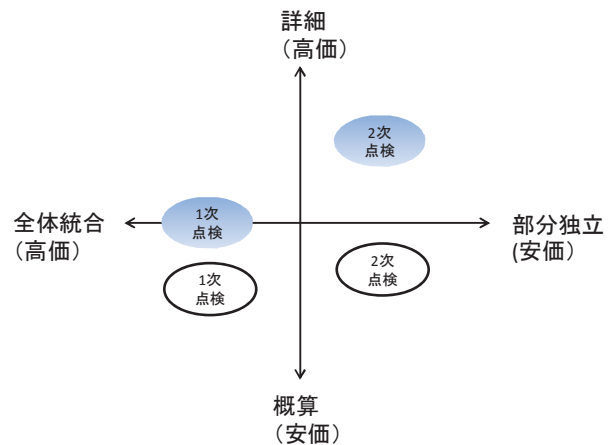 詳細
（高価）
2次
点検
1次
点検
全体統合
（高価）
部分独立
(安価）
1次
点検
2次
点検
概算
（安価）